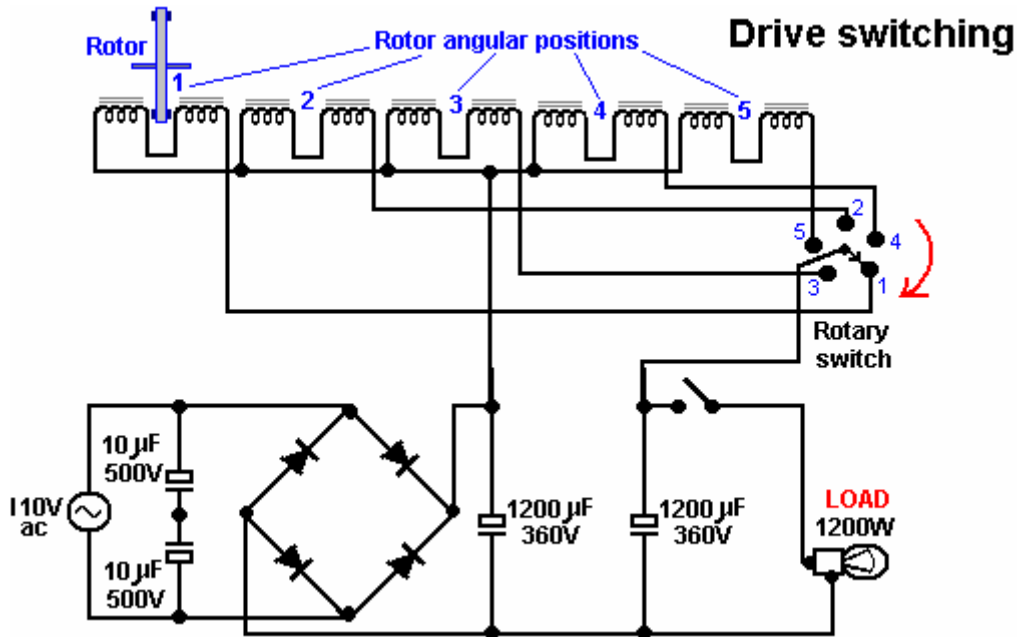 Drive switching
Rotor
Rotor angular positions
1
2
3
4
5
2
5
4
3
1
Rotary
switch
10 µF
500V
110V
ac
10 µF
500V
1200 µF
360V
1200 µF
360V
LOAD
1200W